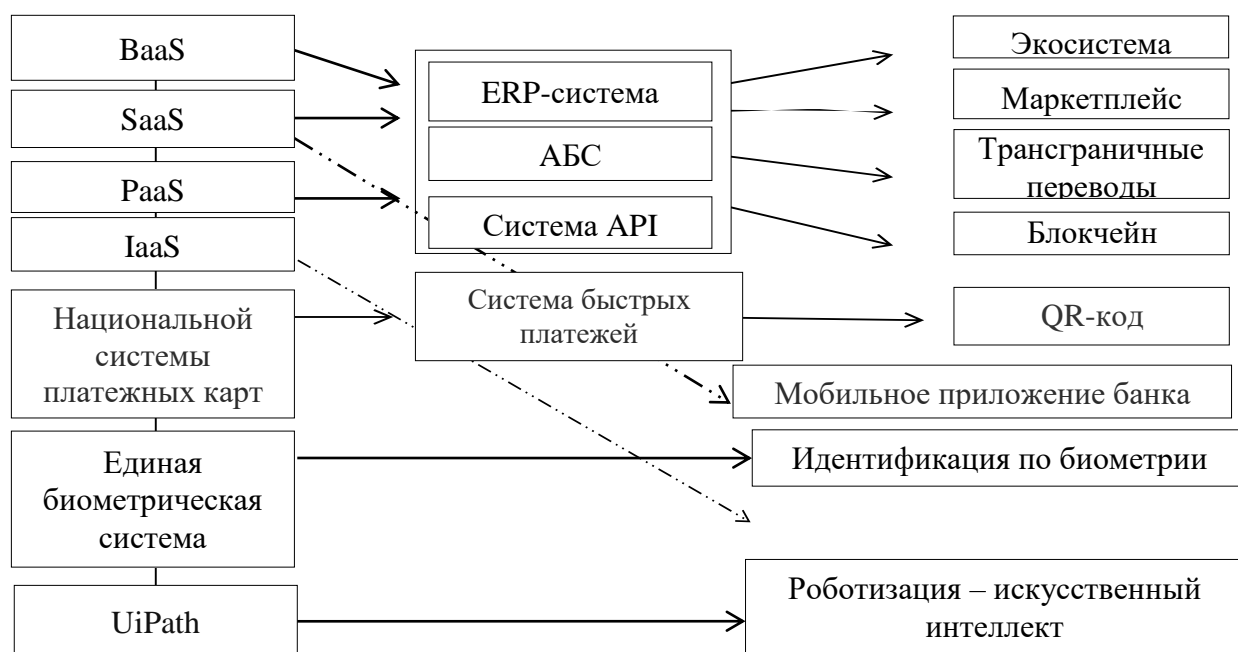 BaaS
SaaS
PaaS
IaaS
Национальной
системы
платежных карт
Единая
биометрическая
система
UiPath
ERP-система
АБС
Система API
Система быстрых
платежей
Экосистема
Маркетплейс
Трансграничные
переводы
Блокчейн
QR-код
Мобильное приложение банка
Идентификация по биометрии
Роботизация – искусственный
интеллект